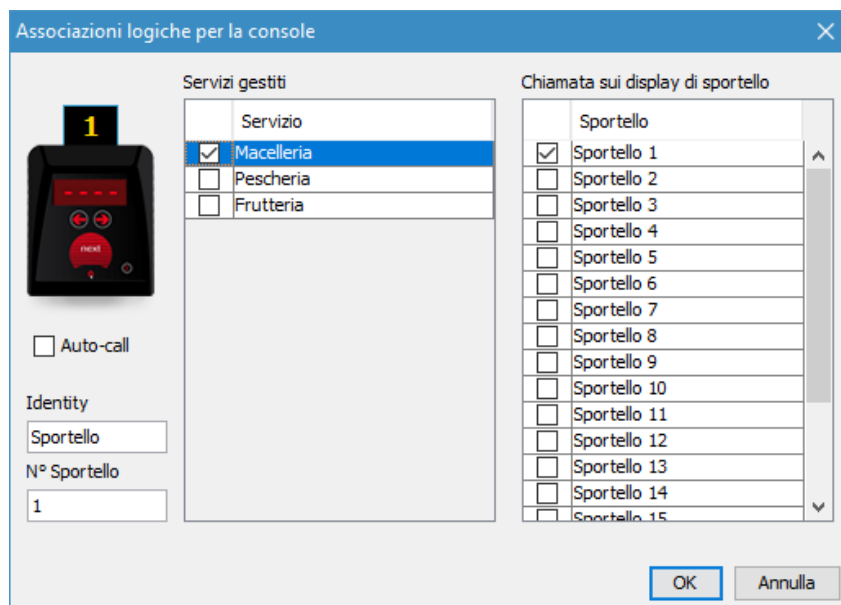 Associazioni logiche per la console
Servizi gestiti
Chiamata sui display di sportello
1
next
Auto-call
Identity
Sportello
N° Sportello
1
Servizio
Macelleria
Pescheria
Frutteria
Sportello
Sportello 1
Sportello 2
Sportello 3
Sportello 4
Sportello 5
Sportello 6
Sportello 7
Sportello 8
Sportello 9
Sportello 10
Sportello 11
Sportello 12
Sportello 13
Sportello 14
Sportello 15
OK
Annulla